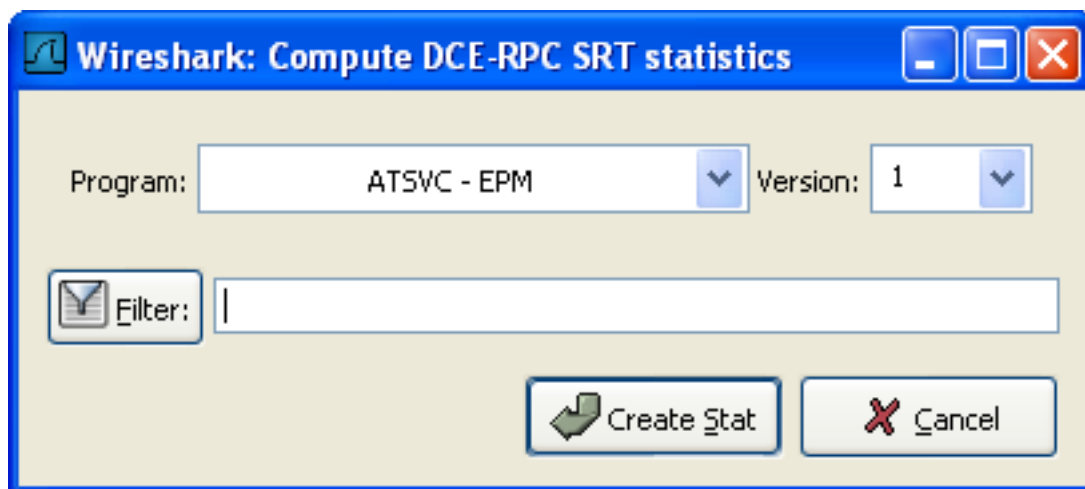 Wireshark: Compute DCE-RPC SRT statistics
Program: ATSVC - EPM Version: 1
Filter:
Create Stat Cancel